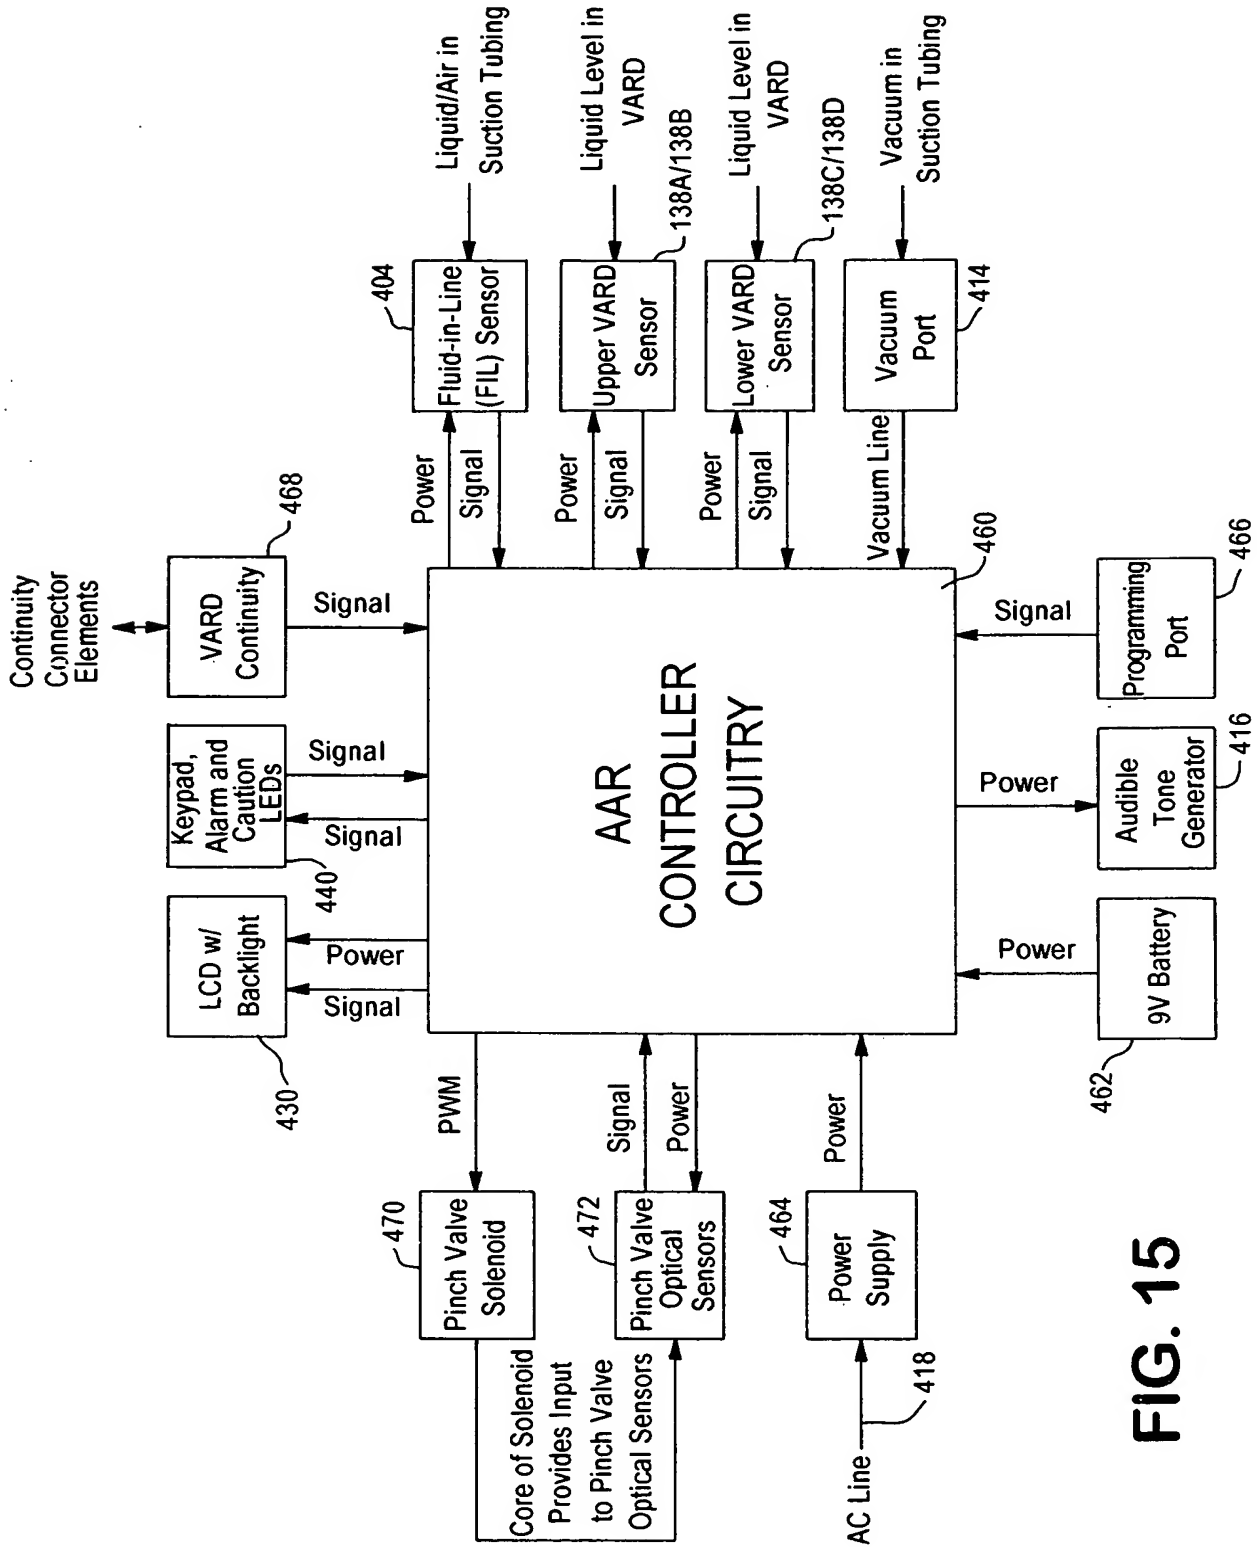 Continuity
Connector
Elements
468
VARD
Continuity
Signal
Keypad,
Alarm and
Caution
LEDs
440
Signal
Signal
LCD w/
Backlight
430
Power
Signal
Liquid/Air in
Suction Tubing
404
Fluid-in-Line
(FIL) Sensor
Power
Signal
Liquid Level in
VARD
138A/138B
Upper VARD
Sensor
Power
Signal
Liquid Level in
VARD
138C/138D
Lower VARD
Sensor
Power
Signal
Vacuum in
Suction Tubing
414
Vacuum
Port
Vacuum Line
460
AAR
CONTROLLER
CIRCUITRY
PWM
470
Pinch Valve
Solenoid
Core of Solenoid
Provides Input
to Pinch Valve
Optical Sensors
Signal
Power
472
Pinch Valve
Optical
Sensors
Power
464
Power
Supply
418
AC Line
Signal
Programming
Port
466
Power
Audible
Tone
Generator
416
Power
9V Battery
462
FIG. 15